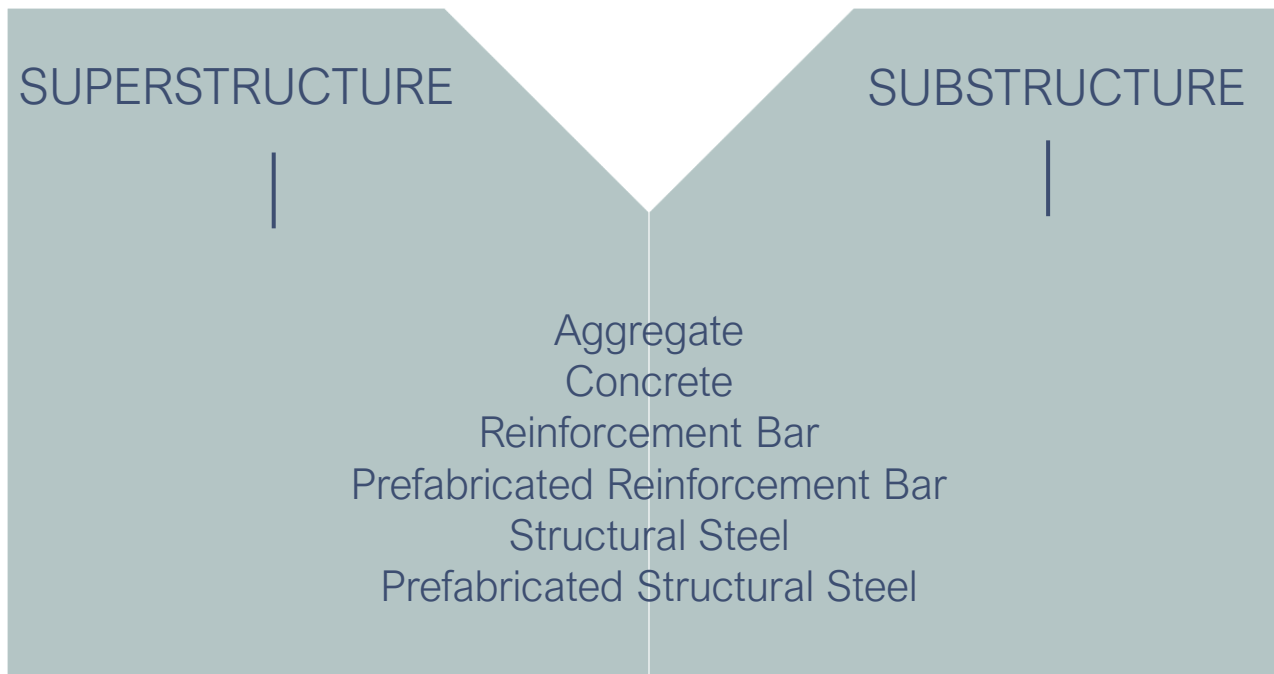 SUPERSTRUCTURE
SUBSTRUCTURE
Aggregate
Concrete
Reinforcement Bar
Prefabricated Reinforcement Bar
Structural Steel
Prefabricated Structural Steel